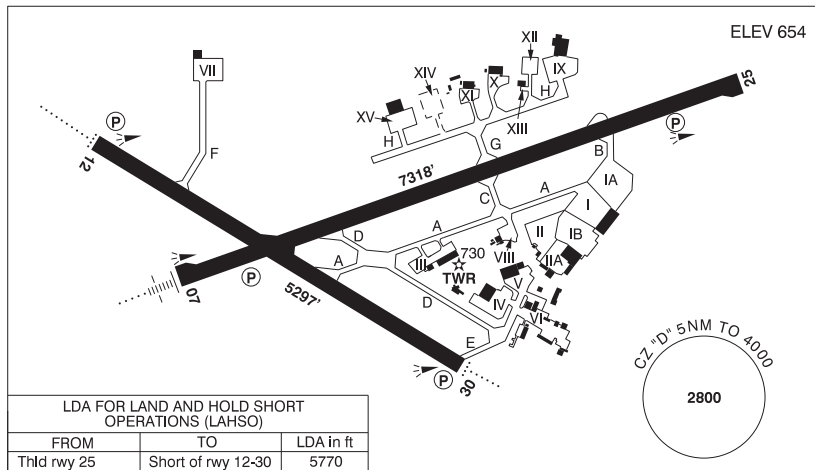 ELEV 654
VII
XII
XIV
IX
X
XI
XV
XIII
H
H
25
P
P
12
F
G
B
7318'
IA
C
A
I
D
A
II
IB
A
730
III
TWR
VIII
IIA
V
07
P
5297'
D
IV
VI
E
P
30
CZ "D" 5NM TO 4000
2800
LDA FOR LAND AND HOLD SHORT
OPERATIONS (LAHSO)
FROM TO LDA in ft
Thld rwy 25 Short of rwy 12-30 5770